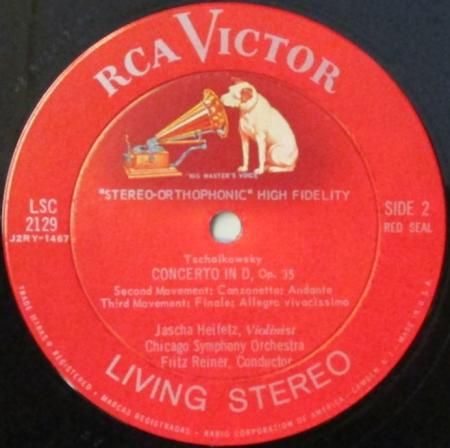 RCA VICTOR
"HIS MASTER'S VOICE"
"STEREO-ORTHOPHONIC" HIGH FIDELITY
LSC
2129
J2RY-1467
SIDE 2
RED SEAL
Tschaikowsky
CONCERTO IN D, Op. 35
Second Movement: Canzonetta: Andante
Third Movement: Finale: Allegro vivacissimo
Jascha Heifetz, Violinist
Chicago Symphony Orchestra
Fritz Reiner, Conductor
LIVING STEREO
TRADE MARKS ® REGISTERED • MARCAS REGISTRADAS • RADIO CORPORATION OF AMERICA • CAMDEN, N. J. • MADE IN U.S.A.